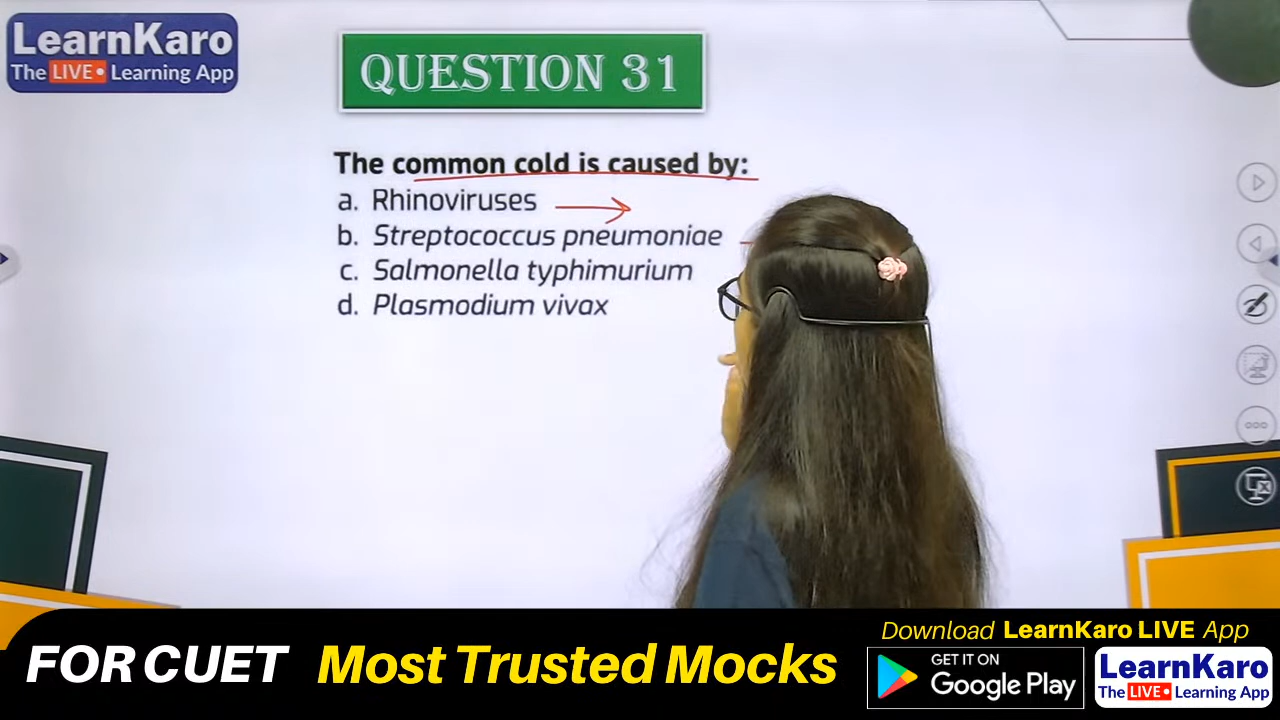 LearnKaro
The LIVE Learning App
QUESTION 31
The common cold is caused by:
a. Rhinoviruses
b. Streptococcus pneumoniae
c. Salmonella typhimurium
d. Plasmodium vivax
FOR CUET Most Trusted Mocks
Download LearnKaro LIVE App
GET IT ON
Google Play
LearnKaro
The LIVE Learning App